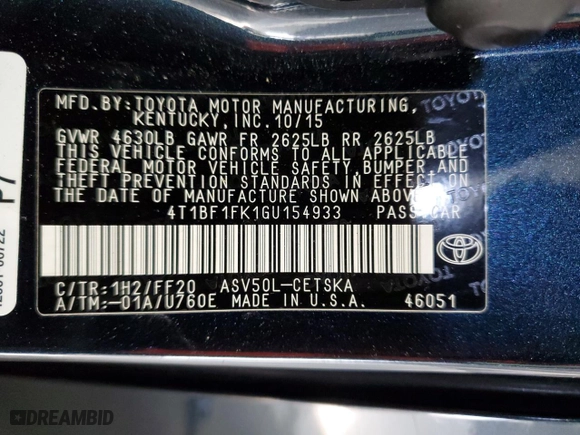 MFD.BY:TOYOTA MOTOR MANUFACTURING,
KENTUCKY, INC. 10/15
GVWR 4630LB GAWR FR 2625LB RR 2625LB
THIS VEHICLE CONFORMS TO ALL APPLICABLE
FEDERAL MOTOR VEHICLE SAFETY, BUMPER, AND
THEFT PREVENTION STANDARDS IN EFFECT ON
THE DATE OF MANUFACTURE SHOWN ABOVE.
4T1BF1FK1GU154933 PASS CAR
C/TR:1H2/FF20 ASV50L-CETSKA
A/TM:-01A/U760E MADE IN U.S.A. 46051
TOYOTA
P7
DREAMBID